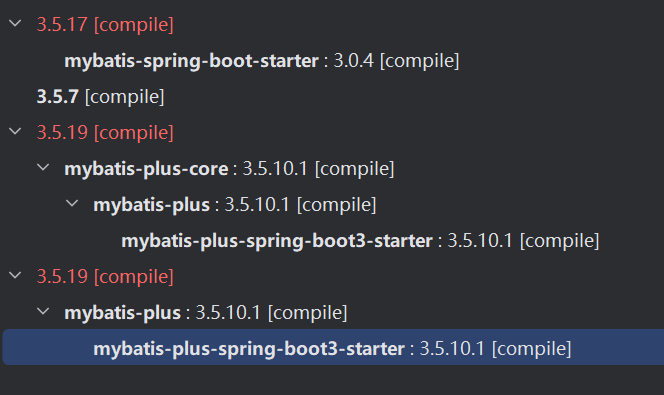 3.5.17 [compile]
mybatis-spring-boot-starter : 3.0.4 [compile]
3.5.7 [compile]
3.5.19 [compile]
mybatis-plus-core : 3.5.10.1 [compile]
mybatis-plus : 3.5.10.1 [compile]
mybatis-plus-spring-boot3-starter : 3.5.10.1 [compile]
3.5.19 [compile]
mybatis-plus : 3.5.10.1 [compile]
mybatis-plus-spring-boot3-starter : 3.5.10.1 [compile]